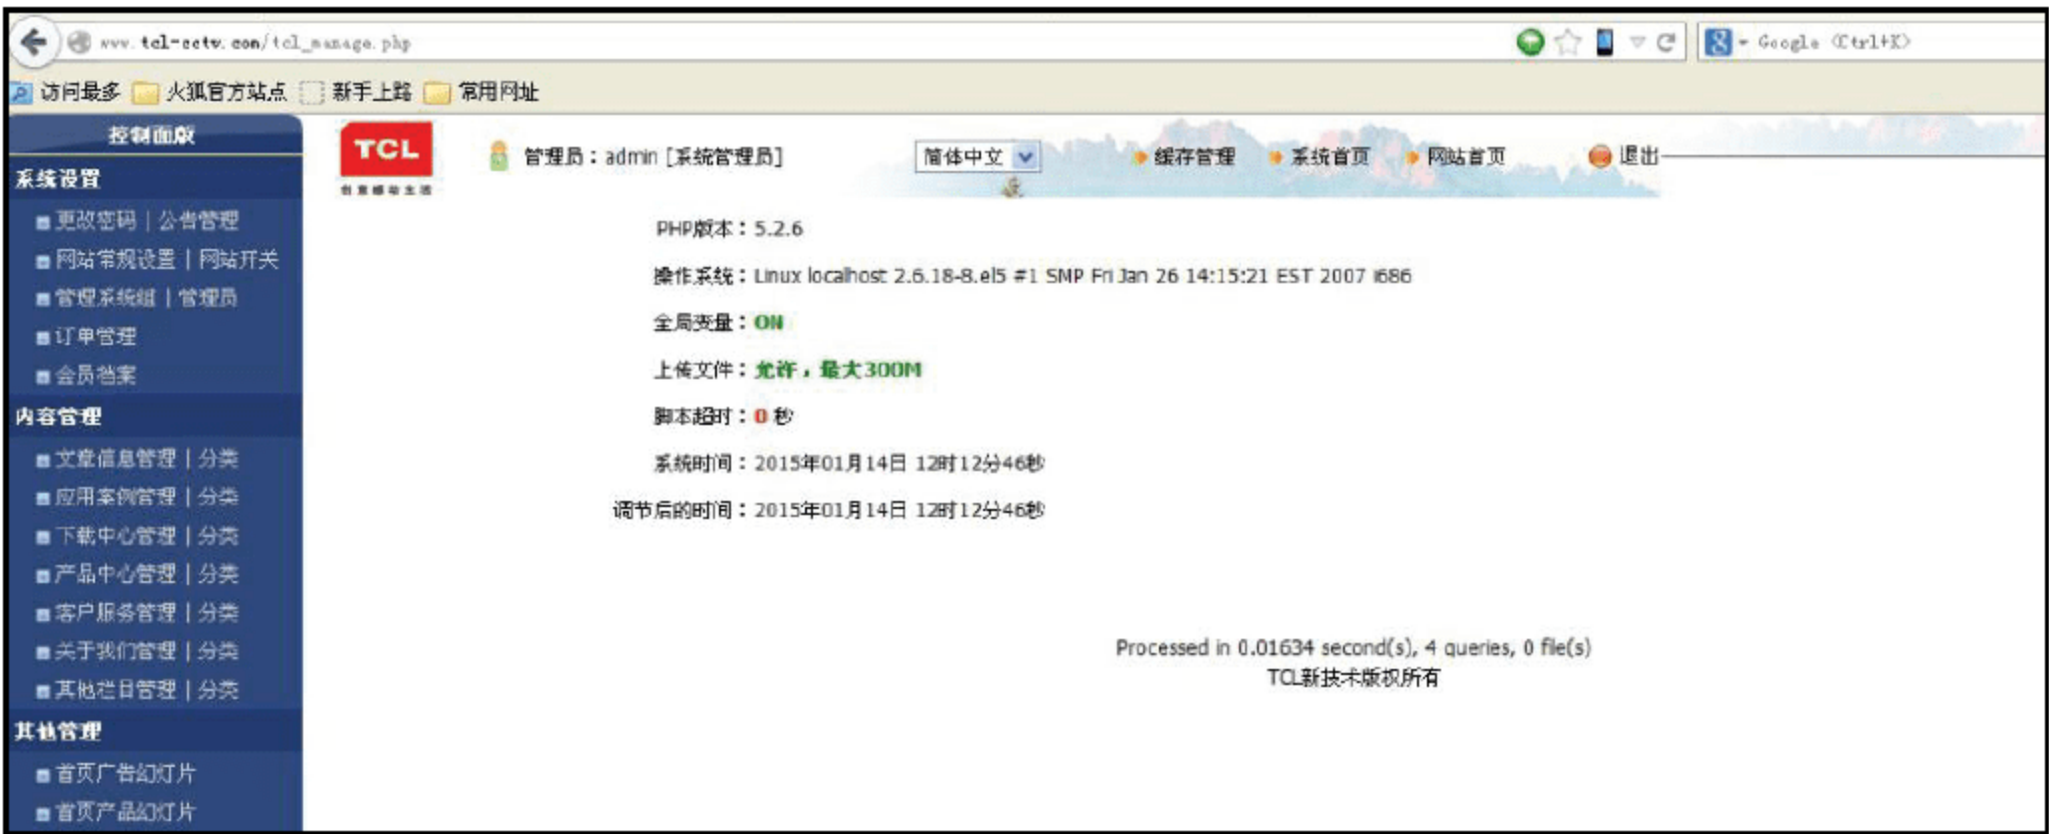 www.tcl-cctv.com/tcl_manage.php
Google (Ctrl+K)
访问最多 火狐官方站点 新手上路 常用网址
控制面版
系统设置
更改密码 | 公告管理
网站常规设置 | 网站开关
管理系统组 | 管理员
订单管理
会员档案
内容管理
文章信息管理 | 分类
应用案例管理 | 分类
下载中心管理 | 分类
产品中心管理 | 分类
客户服务管理 | 分类
关于我们管理 | 分类
其他栏目管理 | 分类
其他管理
首页广告幻灯片
首页产品幻灯片
TCL
创意感动生活
管理员：admin [系统管理员]
简体中文
缓存管理 系统首页 网站首页 退出
PHP版本：5.2.6
操作系统：Linux localhost 2.6.18-8.el5 #1 SMP Fri Jan 26 14:15:21 EST 2007 i686
全局变量：ON
上传文件：允许，最大300M
脚本超时：0 秒
系统时间：2015年01月14日 12时12分46秒
调节后的时间：2015年01月14日 12时12分46秒
Processed in 0.01634 second(s), 4 queries, 0 file(s)
TCL新技术版权所有